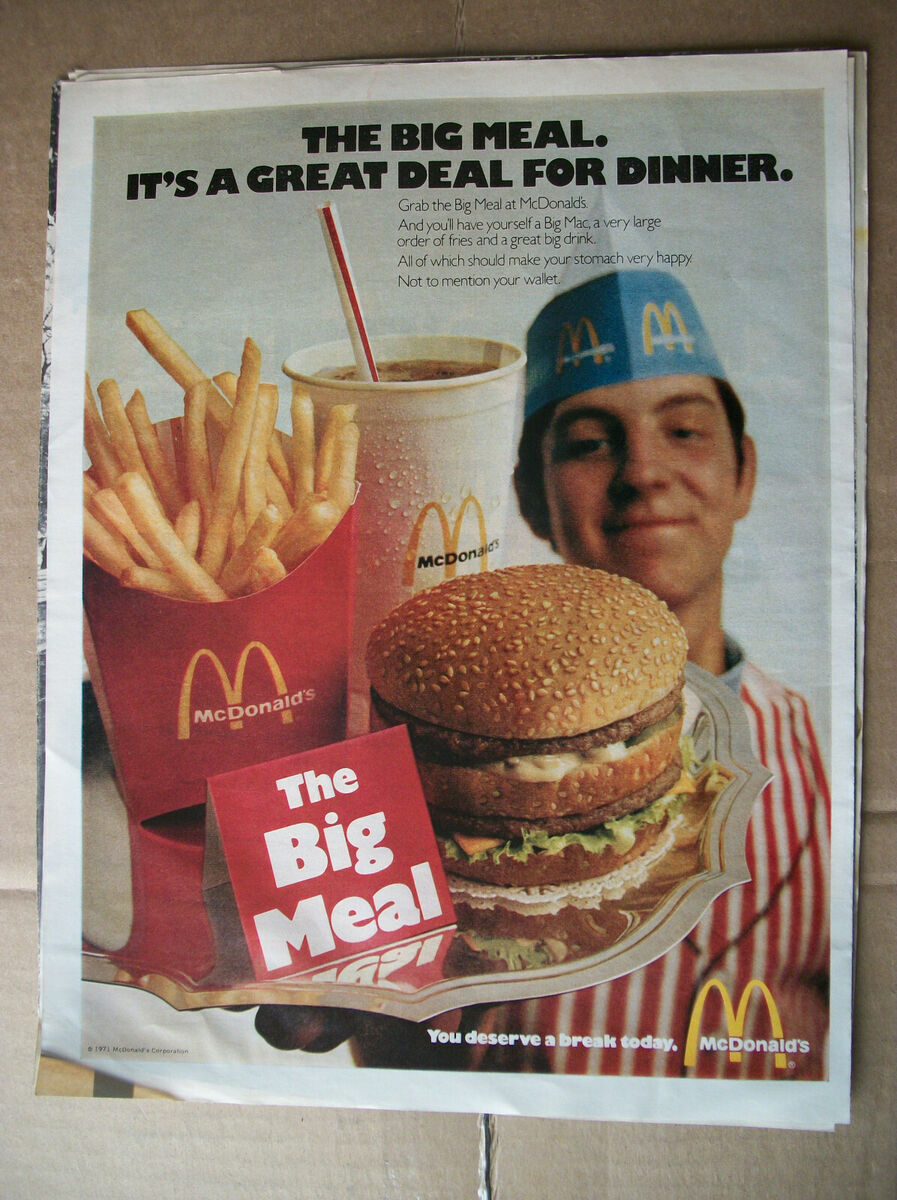 THE BIG MEAL.
IT'S A GREAT DEAL FOR DINNER.
Grab the Big Meal at McDonald's.
And you'll have yourself a Big Mac, a very large
order of fries and a great big drink.
All of which should make your stomach very happy.
Not to mention your wallet.
McDonald's
McDonald's
The
Big
Meal
You deserve a break today.
McDonald's
®
© 1971 McDonald's Corporation